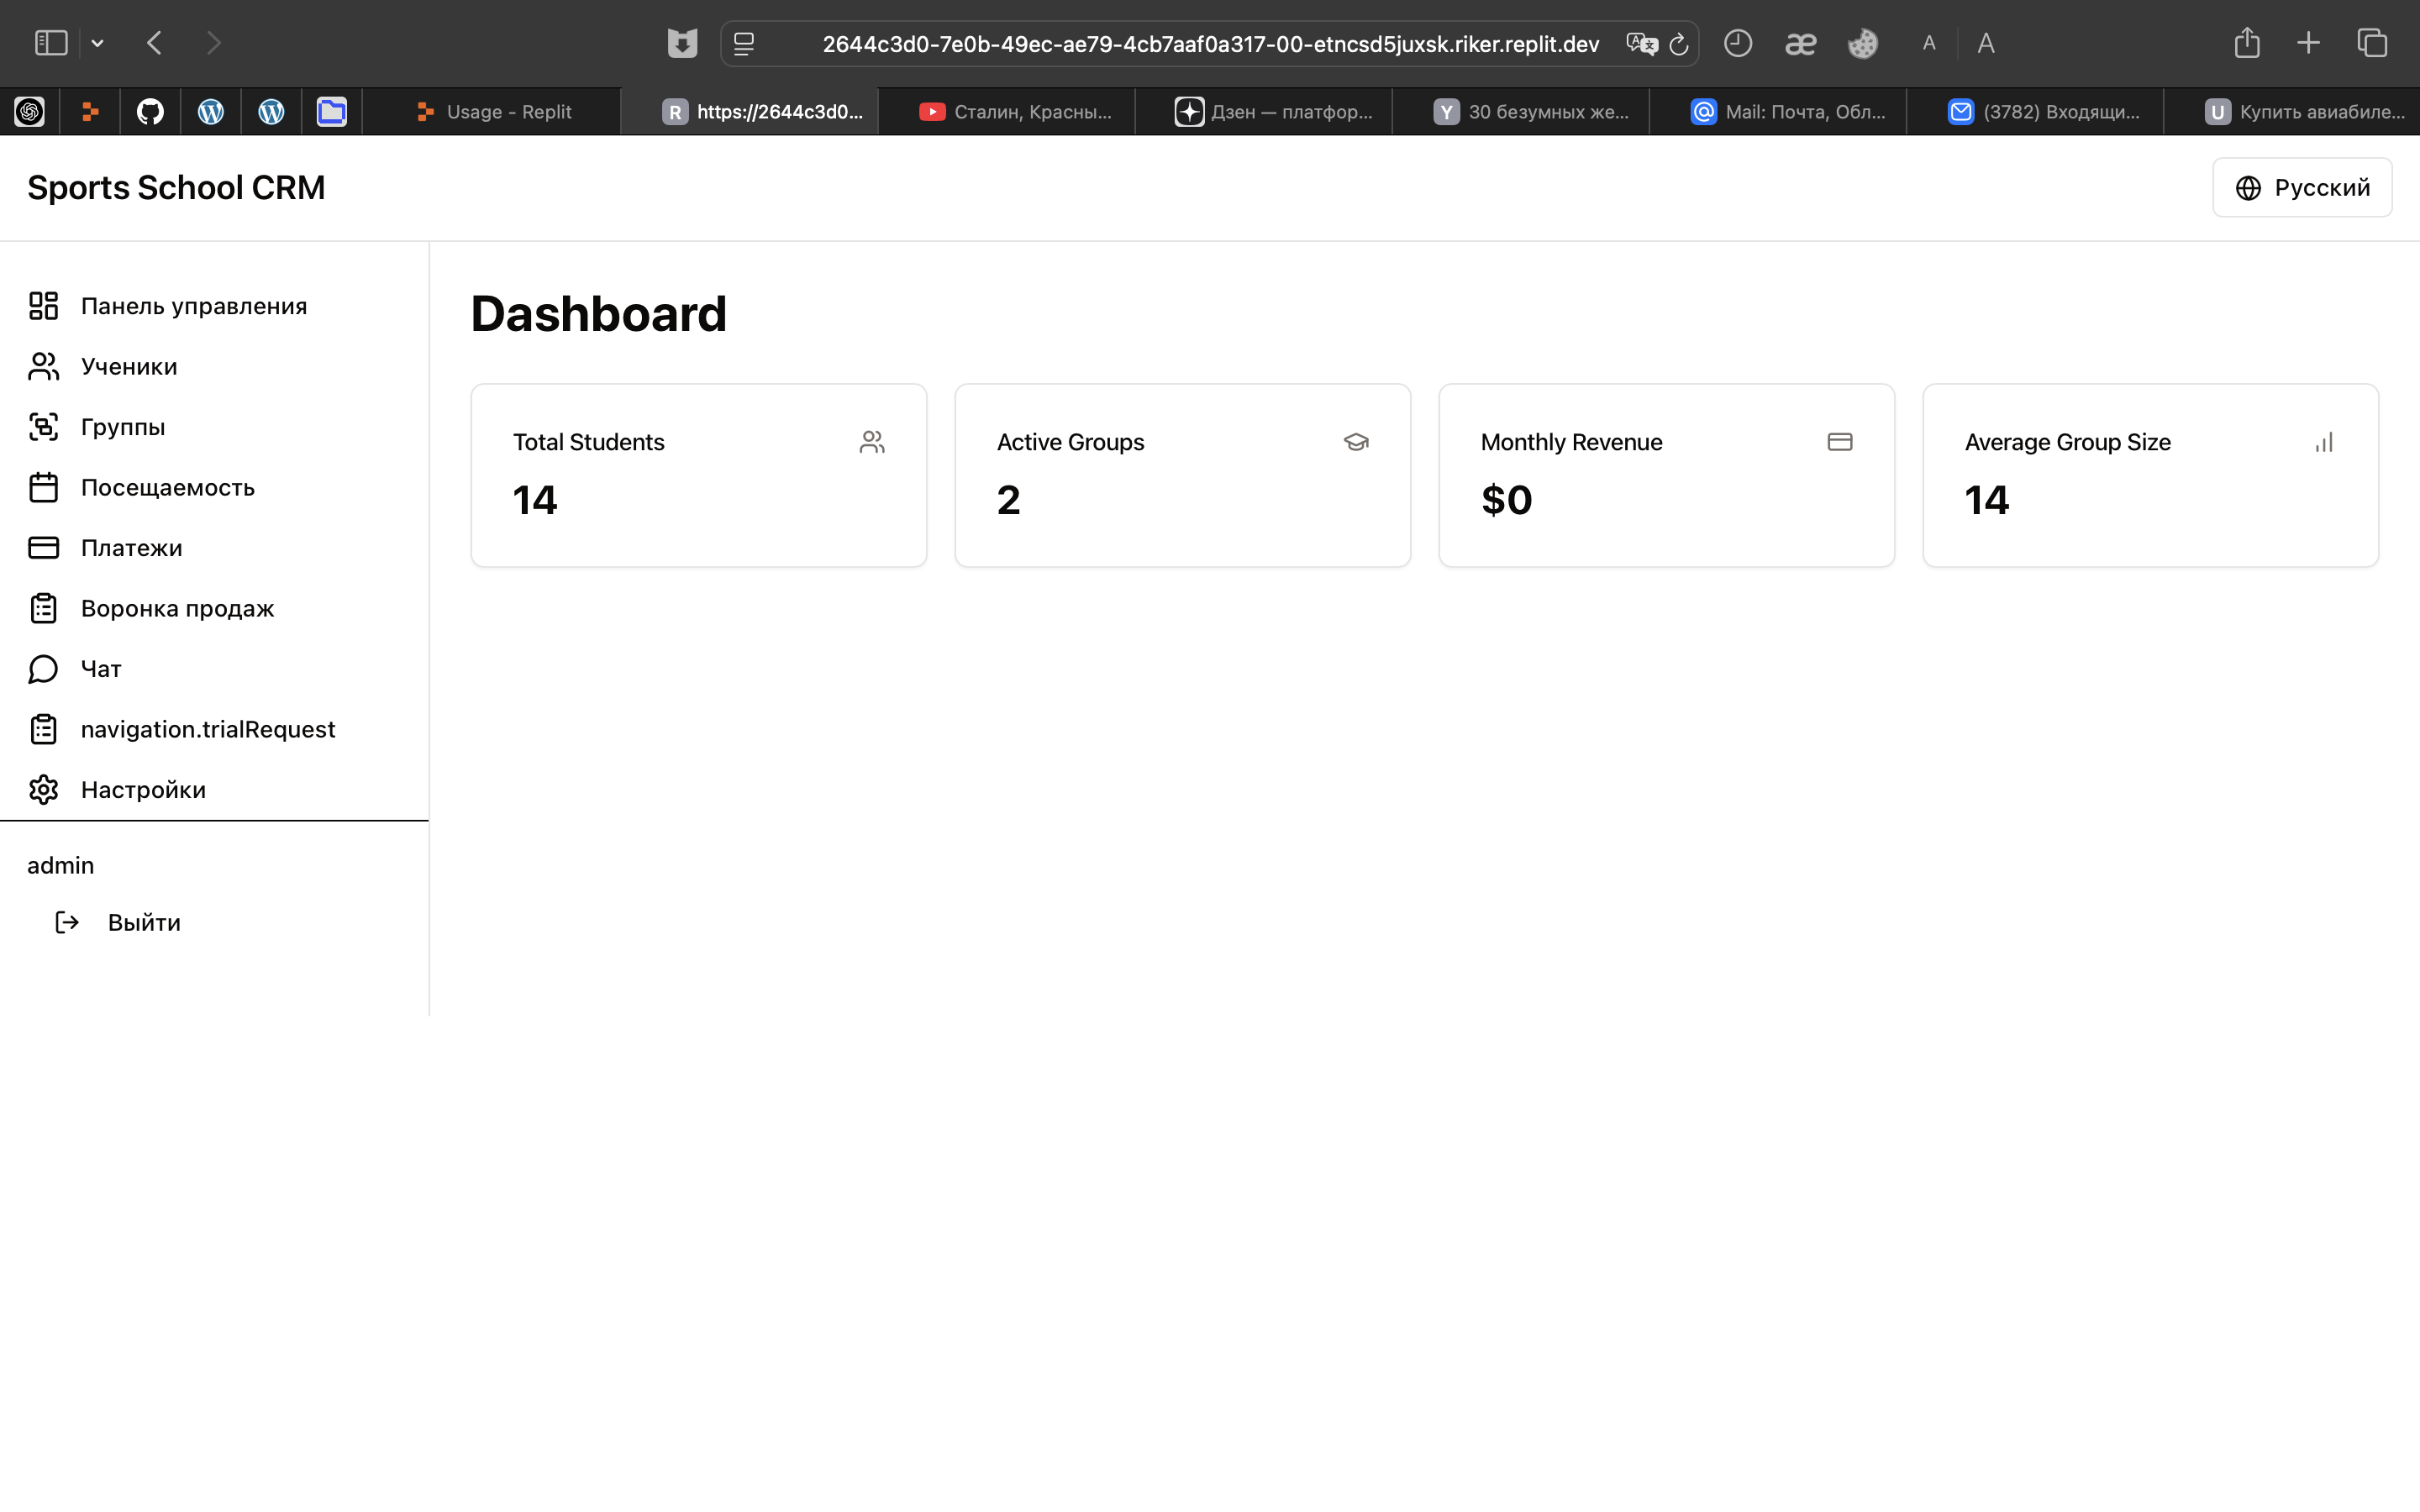 2644c3d0-7e0b-49ec-ae79-4cb7aaf0a317-00-etncsd5juxsk.riker.replit.dev
æ A A
Usage - Replit
R https://2644c3d0...
Сталин, Красны...
Дзен — платфор...
Y 30 безумных же...
Mail: Почта, Обл...
(3782) Входящи...
U Купить авиабиле...
Sports School CRM
Русский
Панель управления
Ученики
Группы
Посещаемость
Платежи
Воронка продаж
Чат
navigation.trialRequest
Настройки
admin
Выйти
Dashboard
Total Students
14
Active Groups
2
Monthly Revenue
$0
Average Group Size
14